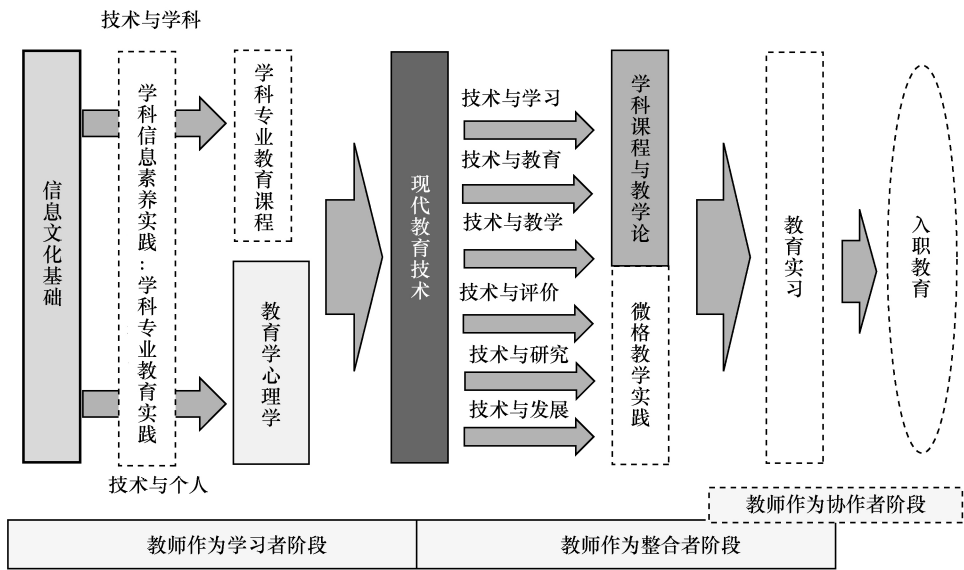 技术与学科
信息文化基础
学科信息素养实践：学科专业教育实践
学科专业教育课程
教育学心理学
技术与个人
现代教育技术
技术与学习
技术与教育
技术与教学
技术与评价
技术与研究
技术与发展
学科课程与教学论
微格教学实践
教育实习
入职教育
教师作为协作者阶段
教师作为学习者阶段
教师作为整合者阶段